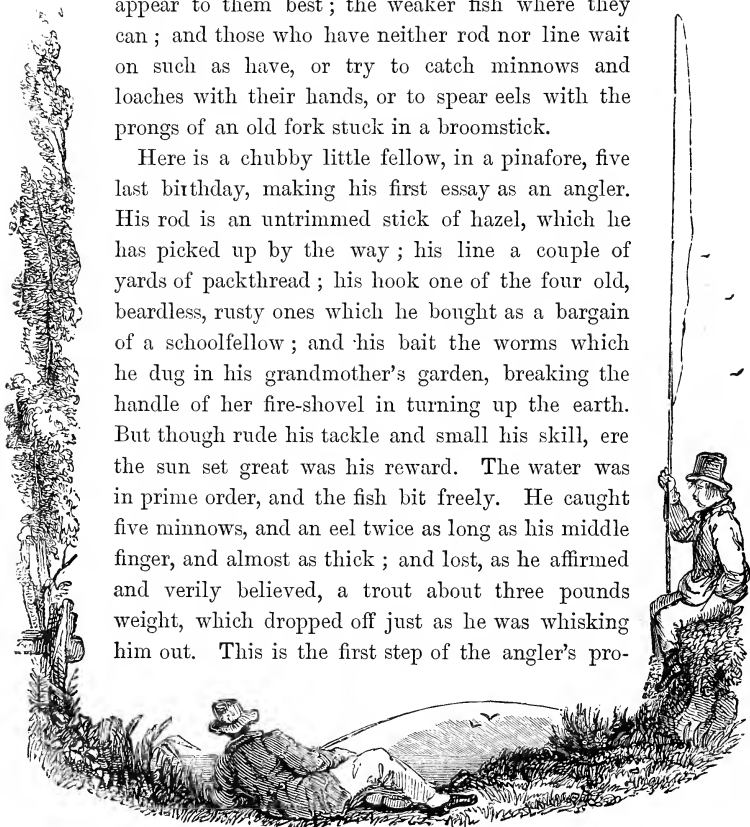 appear to them best ; the weaker fish where they
can ; and those who have neither rod nor line wait
on such as have, or try to catch minnows and
loaches with their hands, or to spear eels with the
prongs of an old fork stuck in a broomstick.
Here is a chubby little fellow, in a pinafore, five
last birthday, making his first essay as an angler.
His rod is an untrimmed stick of hazel, which he
has picked up by the way ; his line a couple of
yards of packthread ; his hook one of the four old,
beardless, rusty ones which he bought as a bargain
of a schoolfellow ; and his bait the worms which
he dug in his grandmother's garden, breaking the
handle of her fire-shovel in turning up the earth.
But though rude his tackle and small his skill, ere
the sun set great was his reward. The water was
in prime order, and the fish bit freely. He caught
five minnows, and an eel twice as long as his middle
finger, and almost as thick ; and lost, as he affirmed
and verily believed, a trout about three pounds
weight, which dropped off just as he was whisking
him out. This is the first step of the angler's pro-